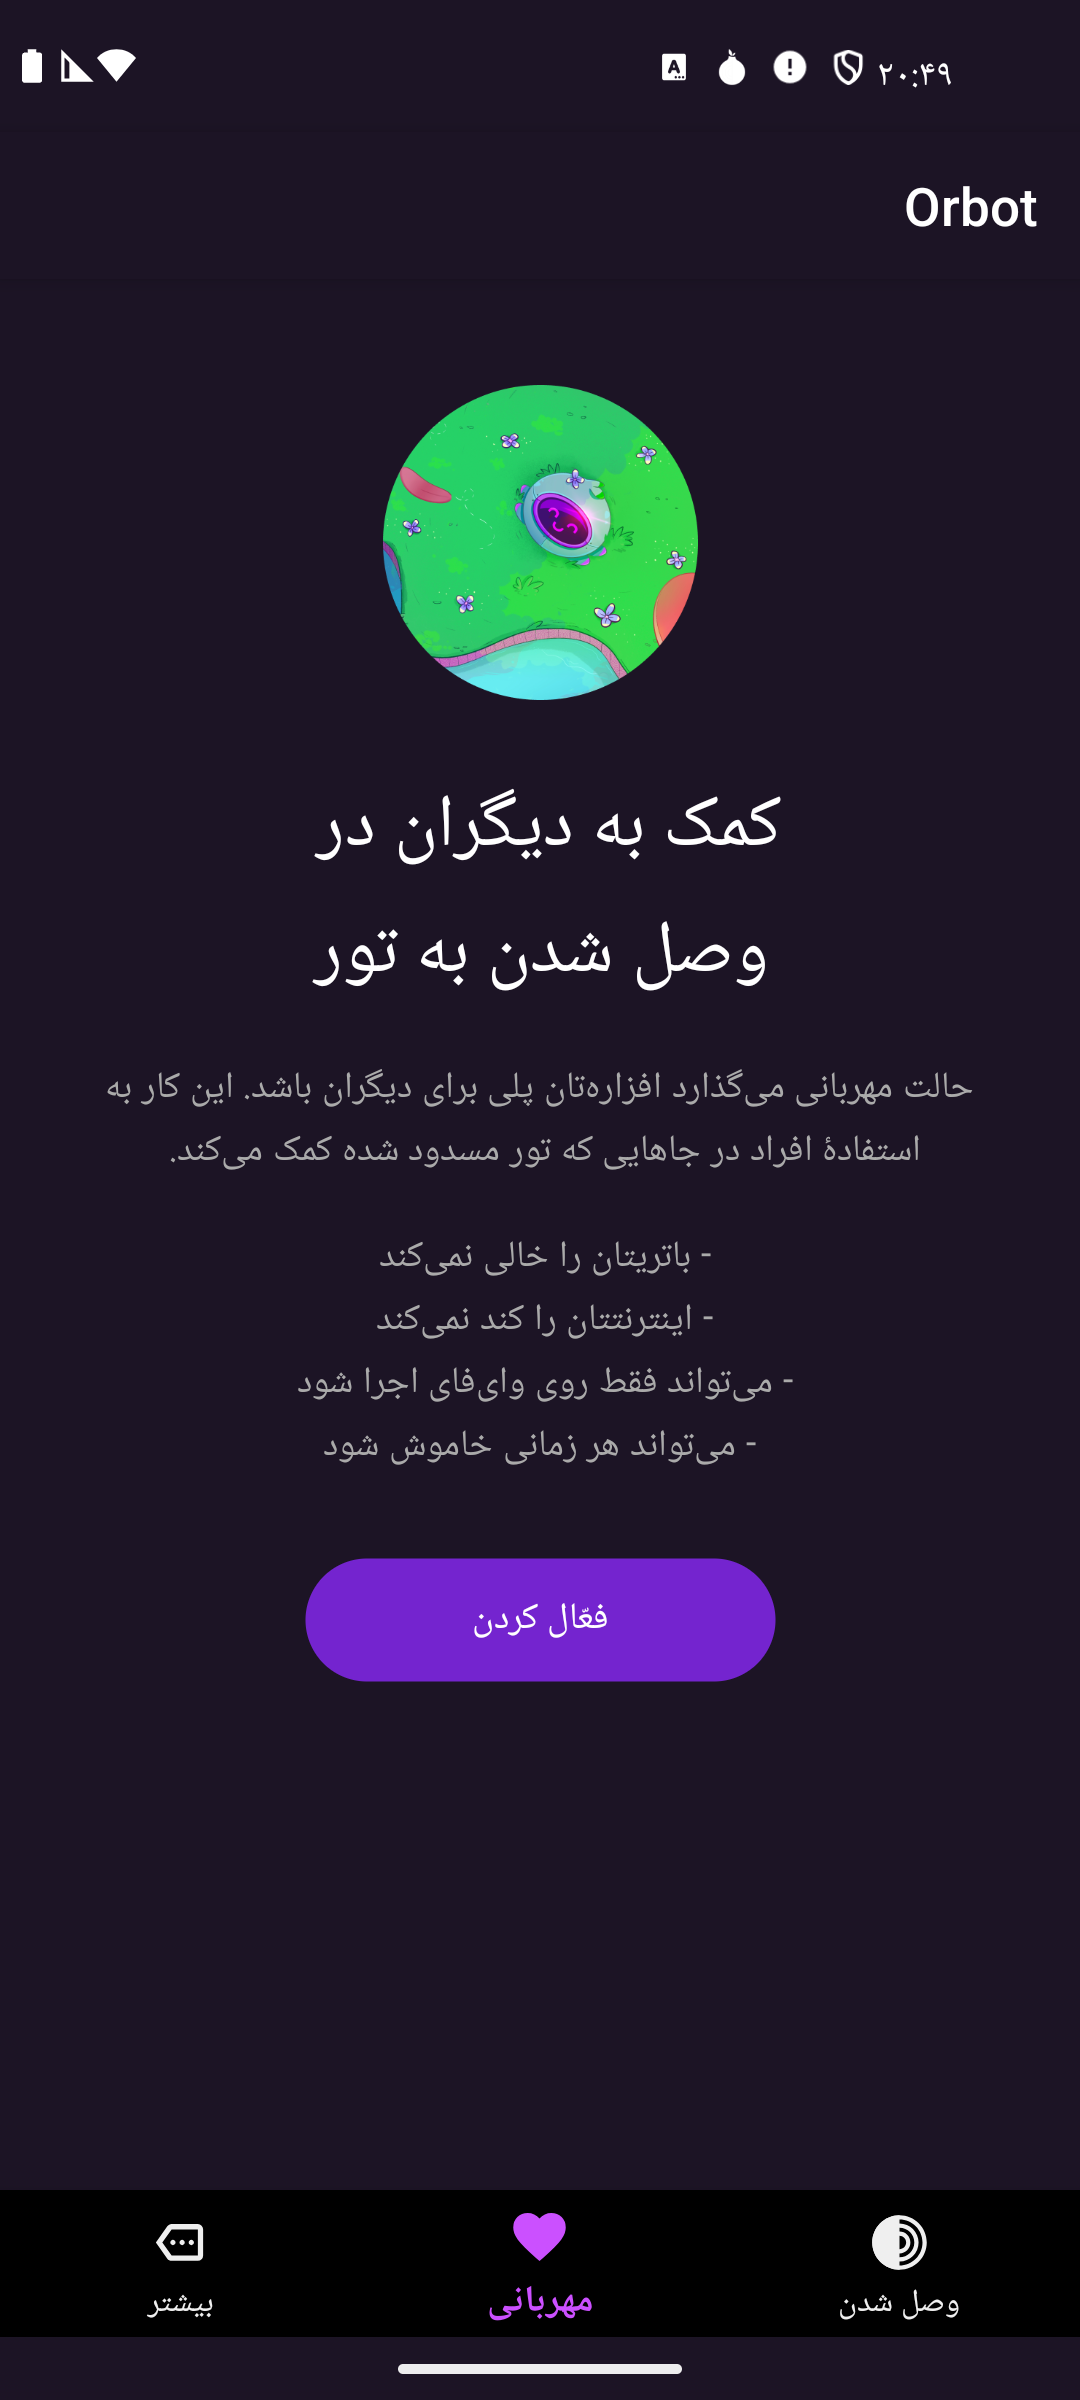 ۲۰:۴۹
Orbot
کمک به دیگران در
وصل شدن به تور
حالت مهربانی می‌گذارد افزاره‌تان پلی برای دیگران باشد. این کار به
استفادهٔ افراد در جاهایی که تور مسدود شده کمک می‌کند.
- باتریتان را خالی نمی‌کند
- اینترنتتان را کند نمی‌کند
- می‌تواند فقط روی وای‌فای اجرا شود
- می‌تواند هر زمانی خاموش شود
فعّال کردن
وصل شدن
مهربانی
بیشتر